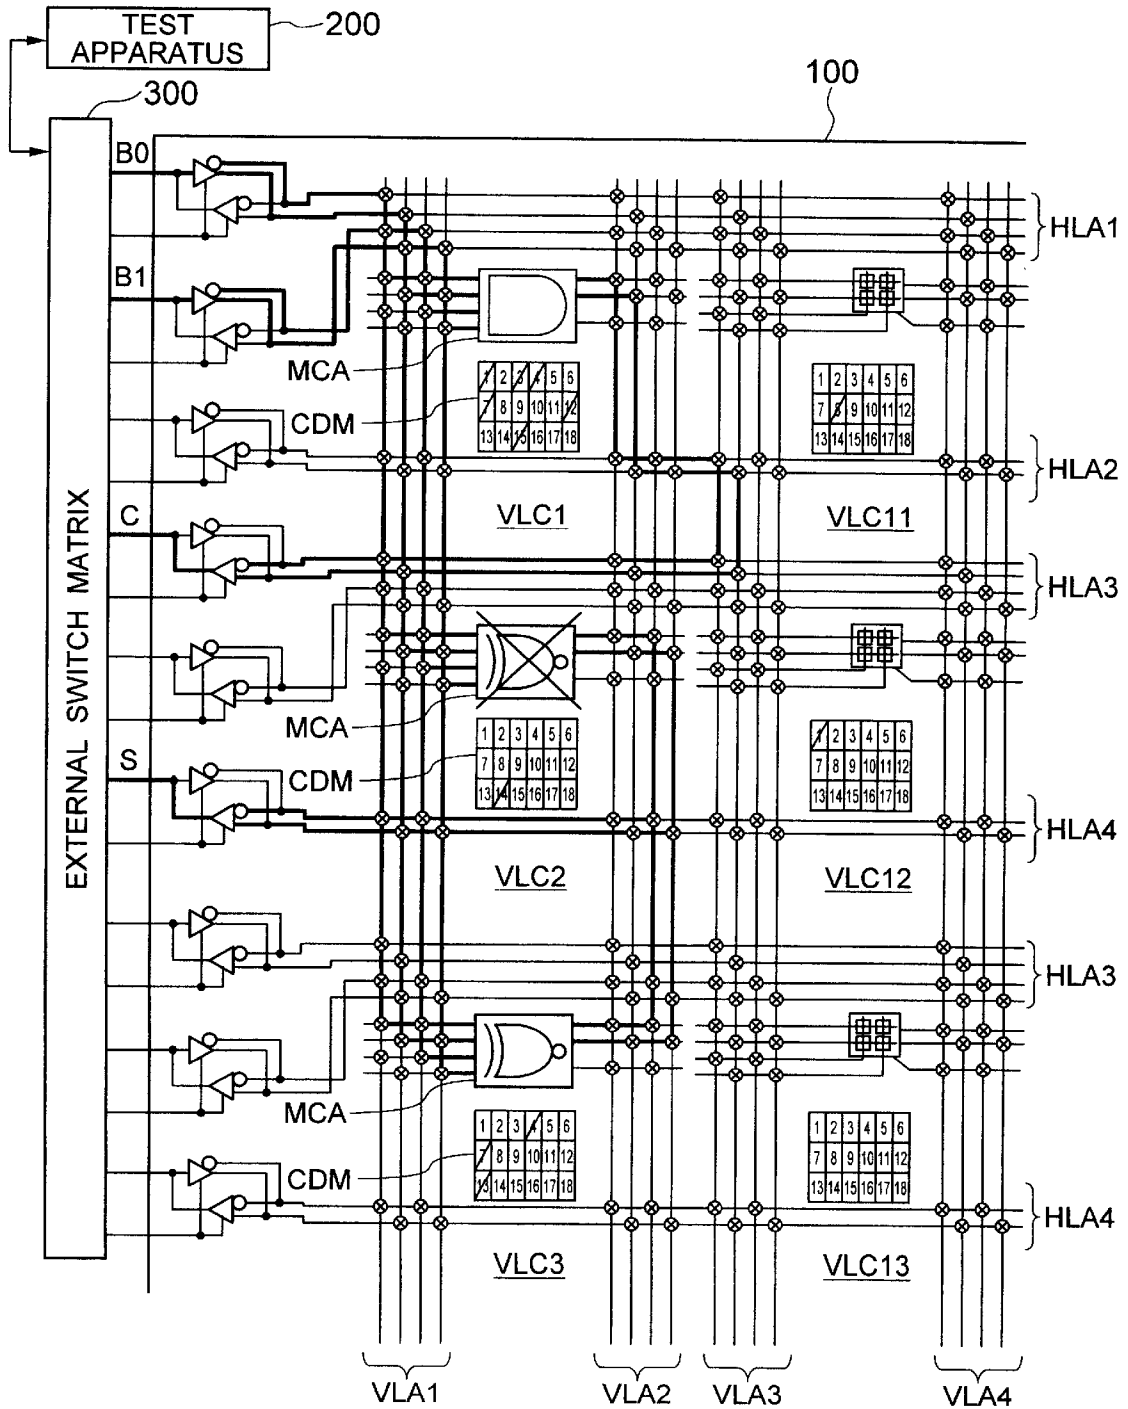 TEST
APPARATUS
200
300
100
B0
HLA1
B1
MCA
1 2 3 4 5 6
7 8 9 10 11 12
13 14 15 16 17 18
1 2 3 4 5 6
7 8 9 10 11 12
13 14 15 16 17 18
CDM
HLA2
VLC1
VLC11
C
HLA3
EXTERNAL SWITCH MATRIX
MCA
1 2 3 4 5 6
7 8 9 10 11 12
13 14 15 16 17 18
1 2 3 4 5 6
7 8 9 10 11 12
13 14 15 16 17 18
S
CDM
HLA4
VLC2
VLC12
HLA3
MCA
1 2 3 4 5 6
7 8 9 10 11 12
13 14 15 16 17 18
1 2 3 4 5 6
7 8 9 10 11 12
13 14 15 16 17 18
CDM
HLA4
VLC3
VLC13
VLA1
VLA2
VLA3
VLA4